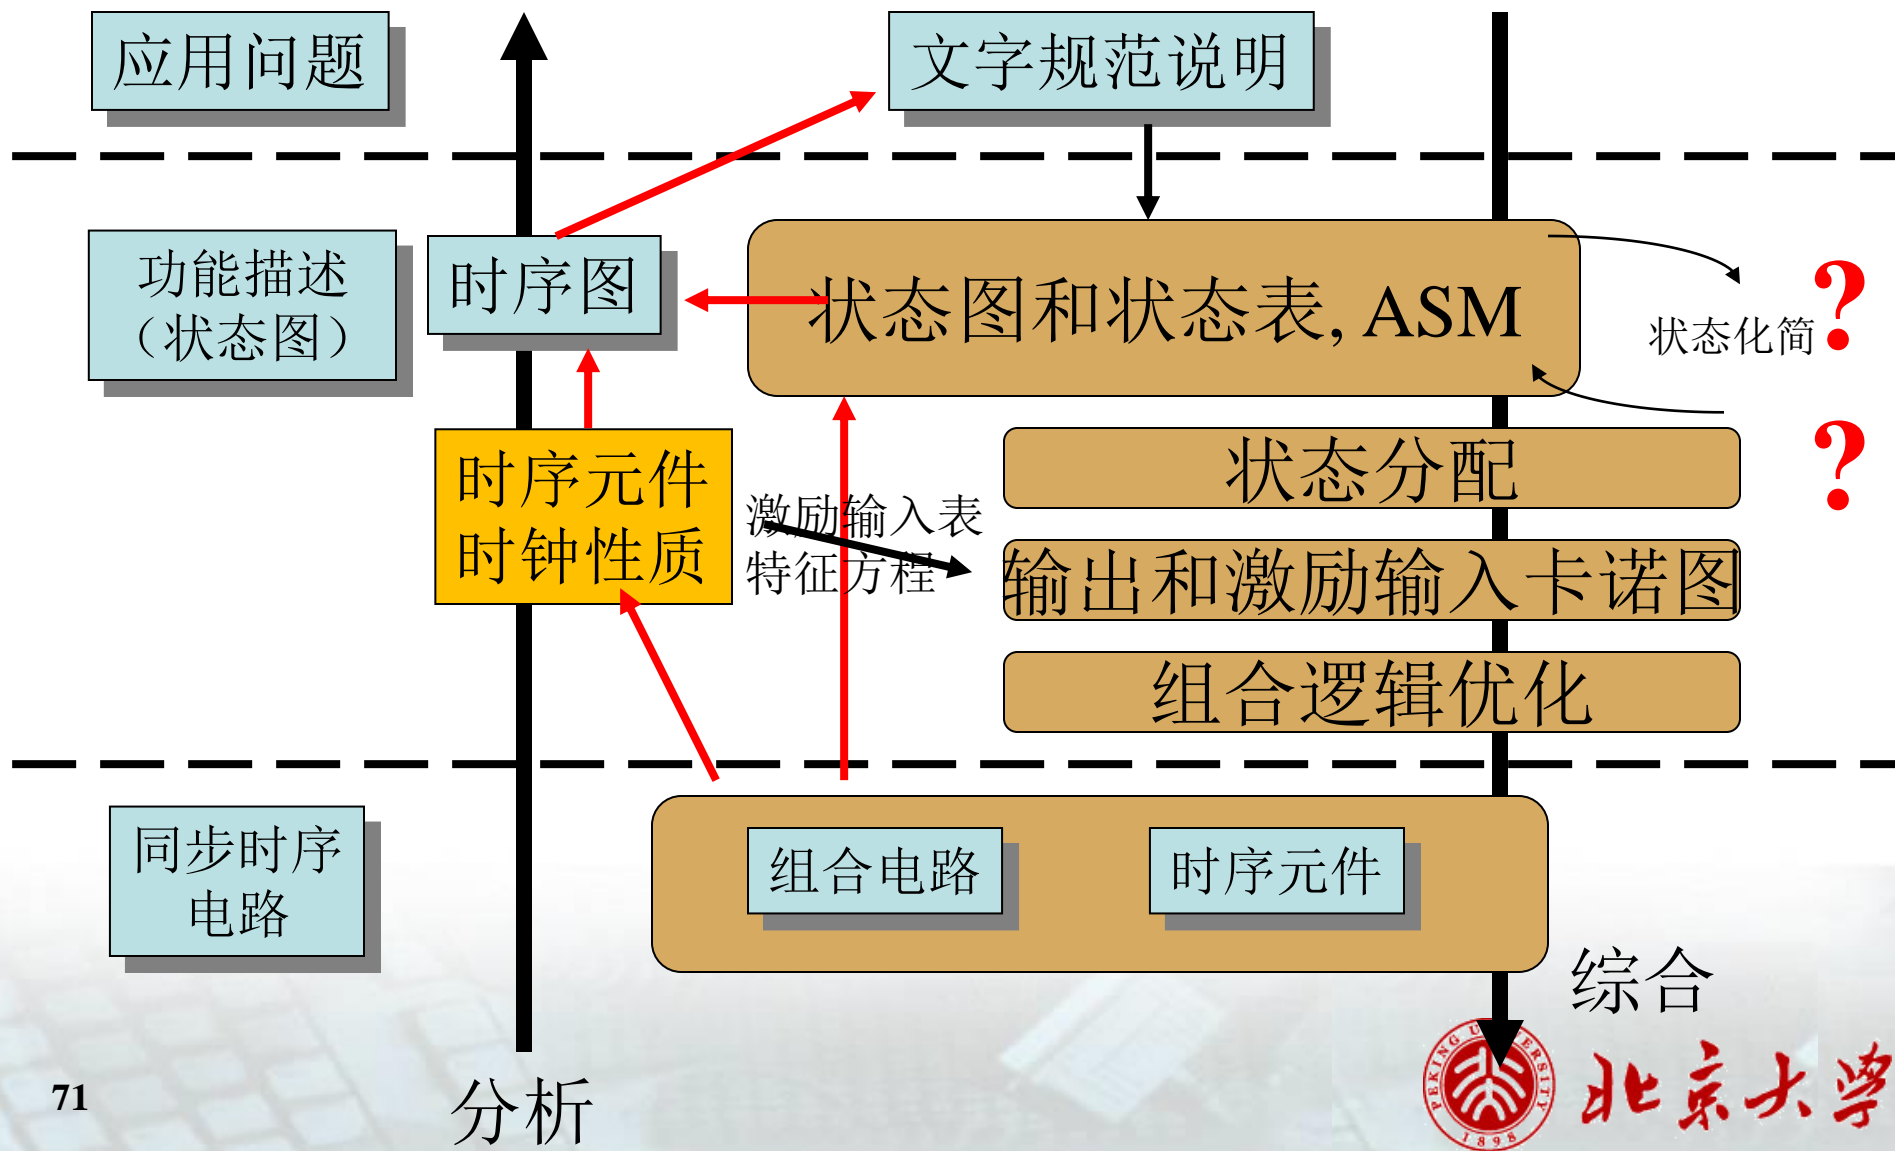 应用问题
文字规范说明
功能描述
（状态图）
时序图
状态图和状态表, ASM
状态化简
?
时序元件
时钟性质
激励输入表
特征方程
状态分配
?
输出和激励输入卡诺图
组合逻辑优化
同步时序
电路
组合电路
时序元件
综合
分析
71
PEKING UNIVERSITY
1898
北京大学